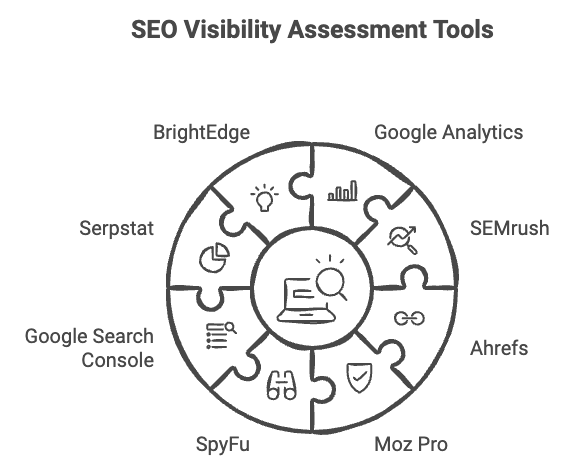 SEO Visibility Assessment Tools
BrightEdge
Google Analytics
Serpstat
SEMrush
Google Search
Console
Ahrefs
SpyFu
Moz Pro